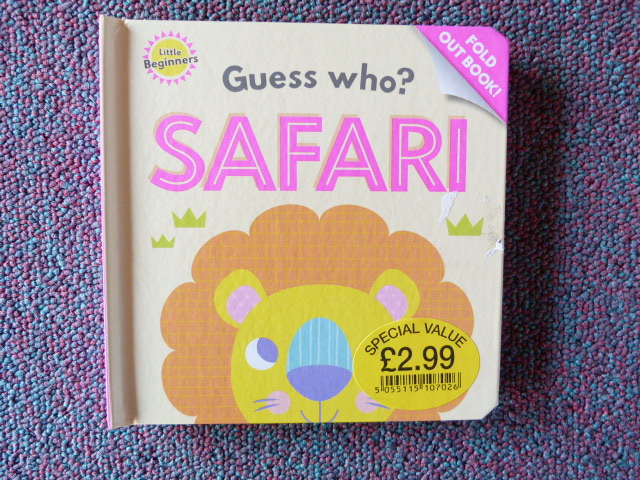 Little
Beginners
Guess who?
FOLD
OUT BOOK!
SAFARI
SPECIAL VALUE
£2.99
5 055115 107026